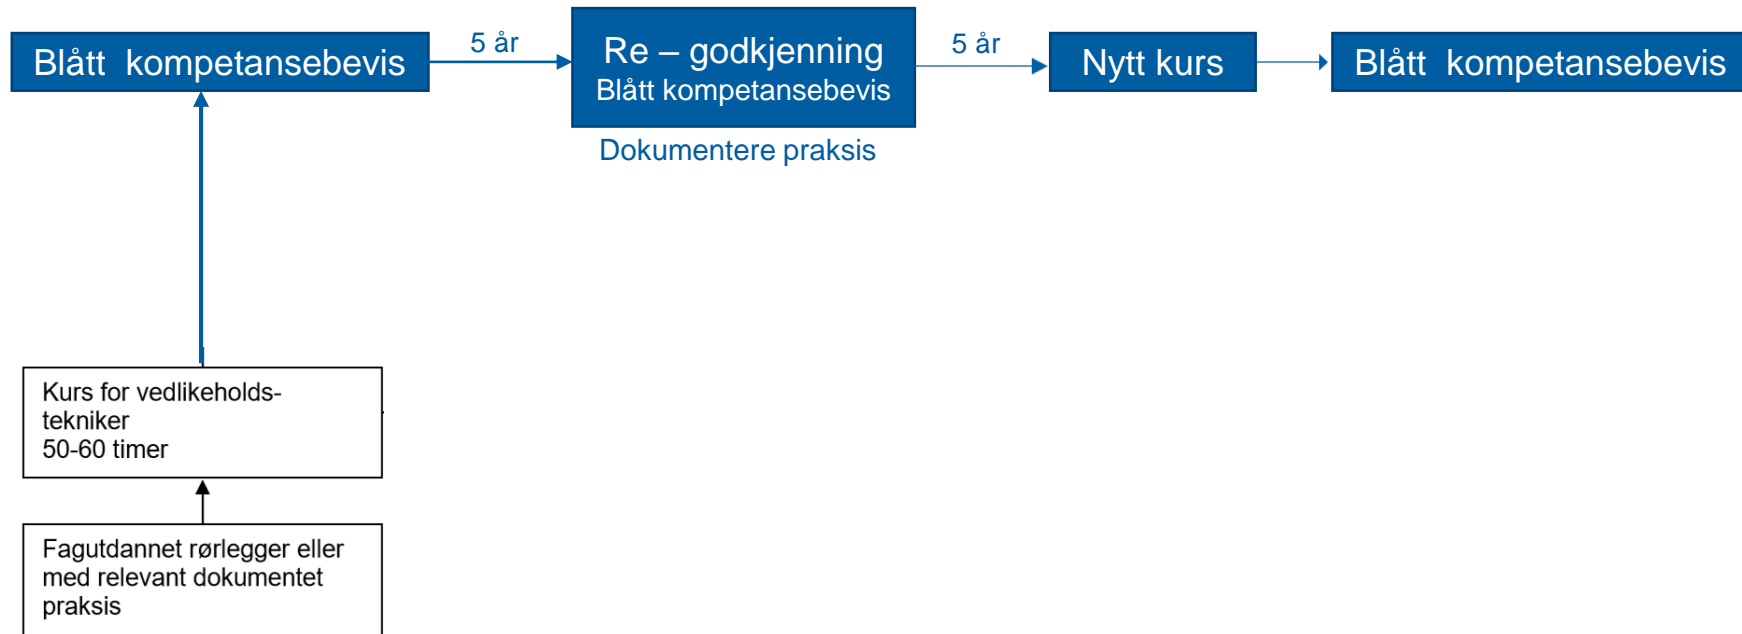 Blått kompetansebevis
5 år
Re – godkjenning
Blått kompetansebevis
Dokumentere praksis
5 år
Nytt kurs
Blått kompetansebevis
Kurs for vedlikeholds-
tekniker
50-60 timer
Fagutdannet rørlegger eller
med relevant dokumentet
praksis